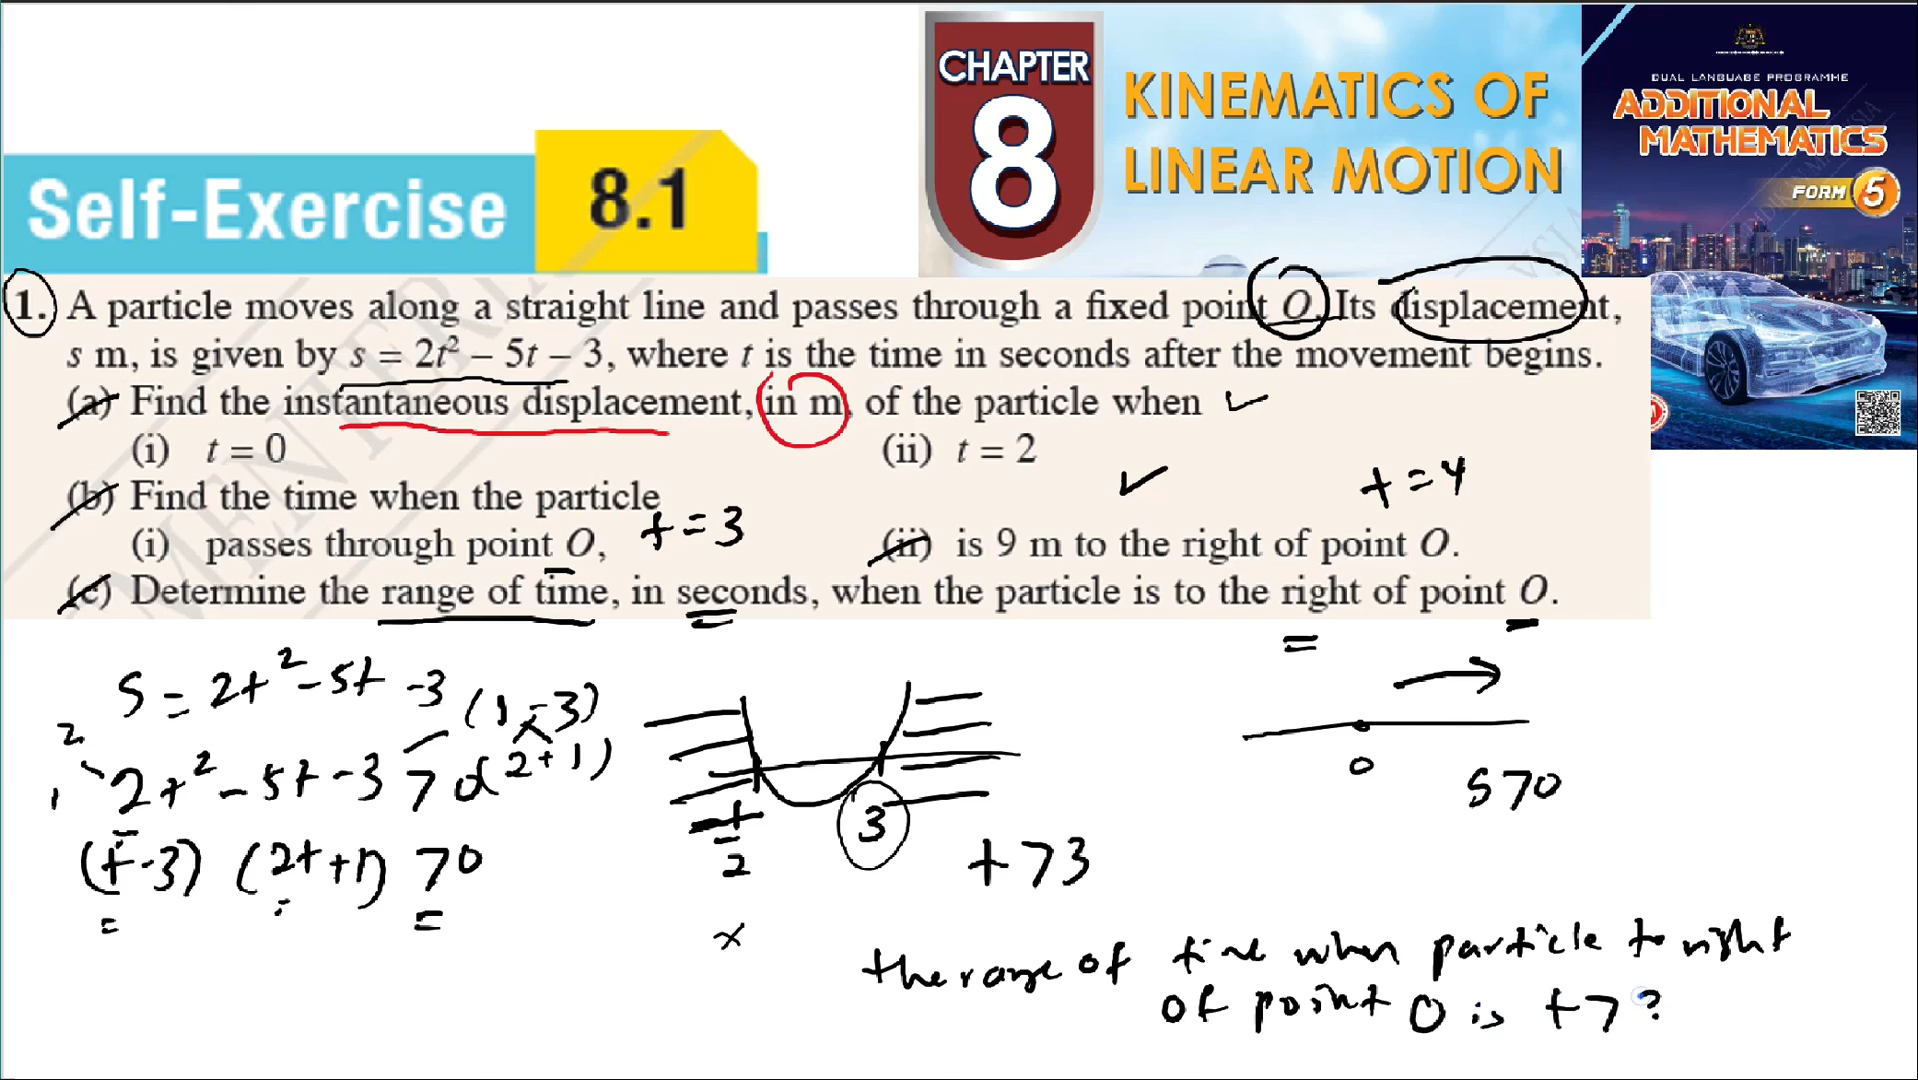 CHAPTER
8
KINEMATICS OF
LINEAR MOTION
DUAL LANGUAGE PROGRAMME
ADDITIONAL
MATHEMATICS
FORM 5
Self-Exercise 8.1
1. A particle moves along a straight line and passes through a fixed point O. Its displacement,
s m, is given by s = 2t² – 5t – 3, where t is the time in seconds after the movement begins.
(a) Find the instantaneous displacement, in m, of the particle when
(i) t = 0 (ii) t = 2
(b) Find the time when the particle
t = 4
(i) passes through point O, t = 3 (ii) is 9 m to the right of point O.
(c) Determine the range of time, in seconds, when the particle is to the right of point O.
s = 2t² - 5t - 3
(1 -3)
(2 + 1)
2t² - 5t - 3 > 0
(t - 3) (2t + 1) > 0
-1/2
3
t > 3
0
s > 0
the range of time when particle to right
of point O is t >